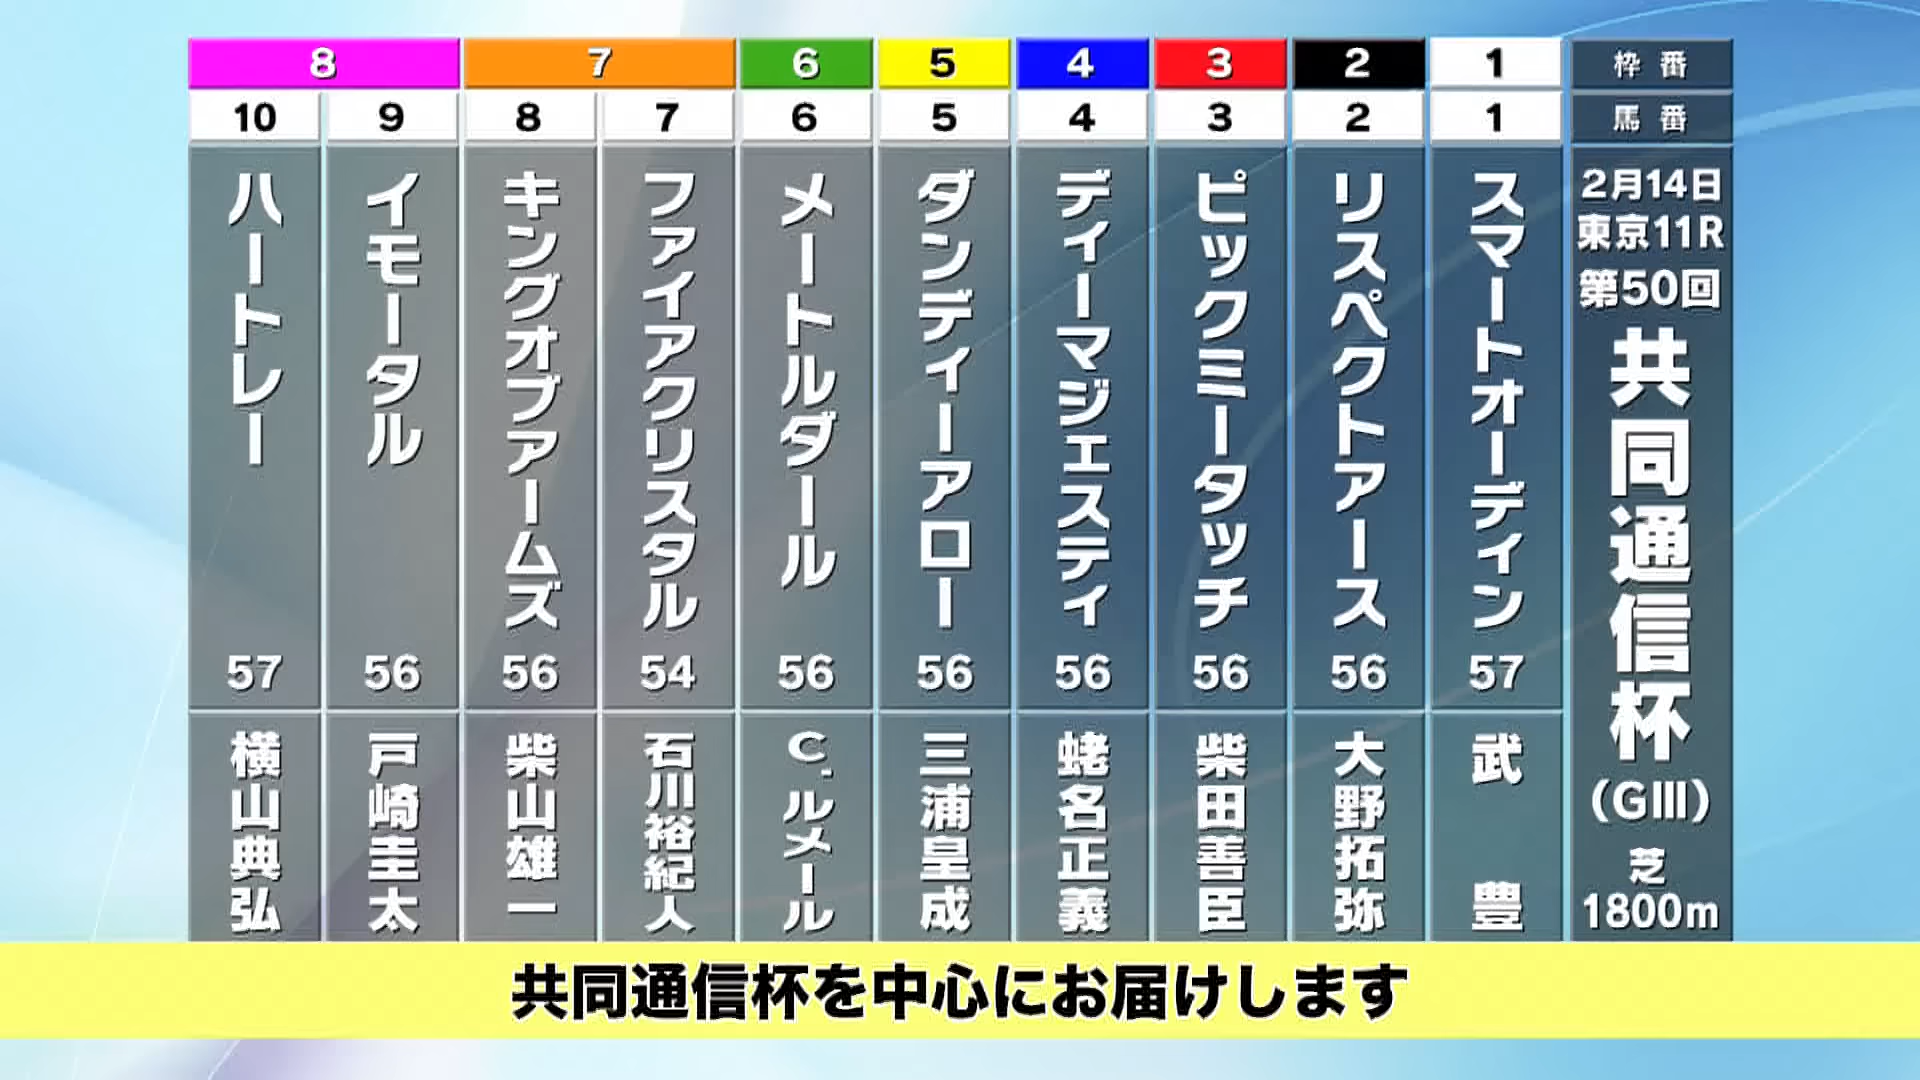 枠番
馬番
2月14日
東京11R
第50回
共同通信杯
(GⅢ)
芝
1800m
1
1
スマートオーディン
57
武豊
2
2
リスペクトアース
56
大野拓弥
3
3
ピックミータッチ
56
柴田善臣
4
4
ディーマジェスティ
56
蛯名正義
5
5
ダンディーアロー
56
三浦皇成
6
6
メートルダール
56
C.ルメール
7
7
ファイアクリスタル
54
石川裕紀人
8
キングオブアームズ
56
柴山雄一
8
9
イモータル
56
戸崎圭太
10
ハートレー
57
横山典弘
共同通信杯を中心にお届けします